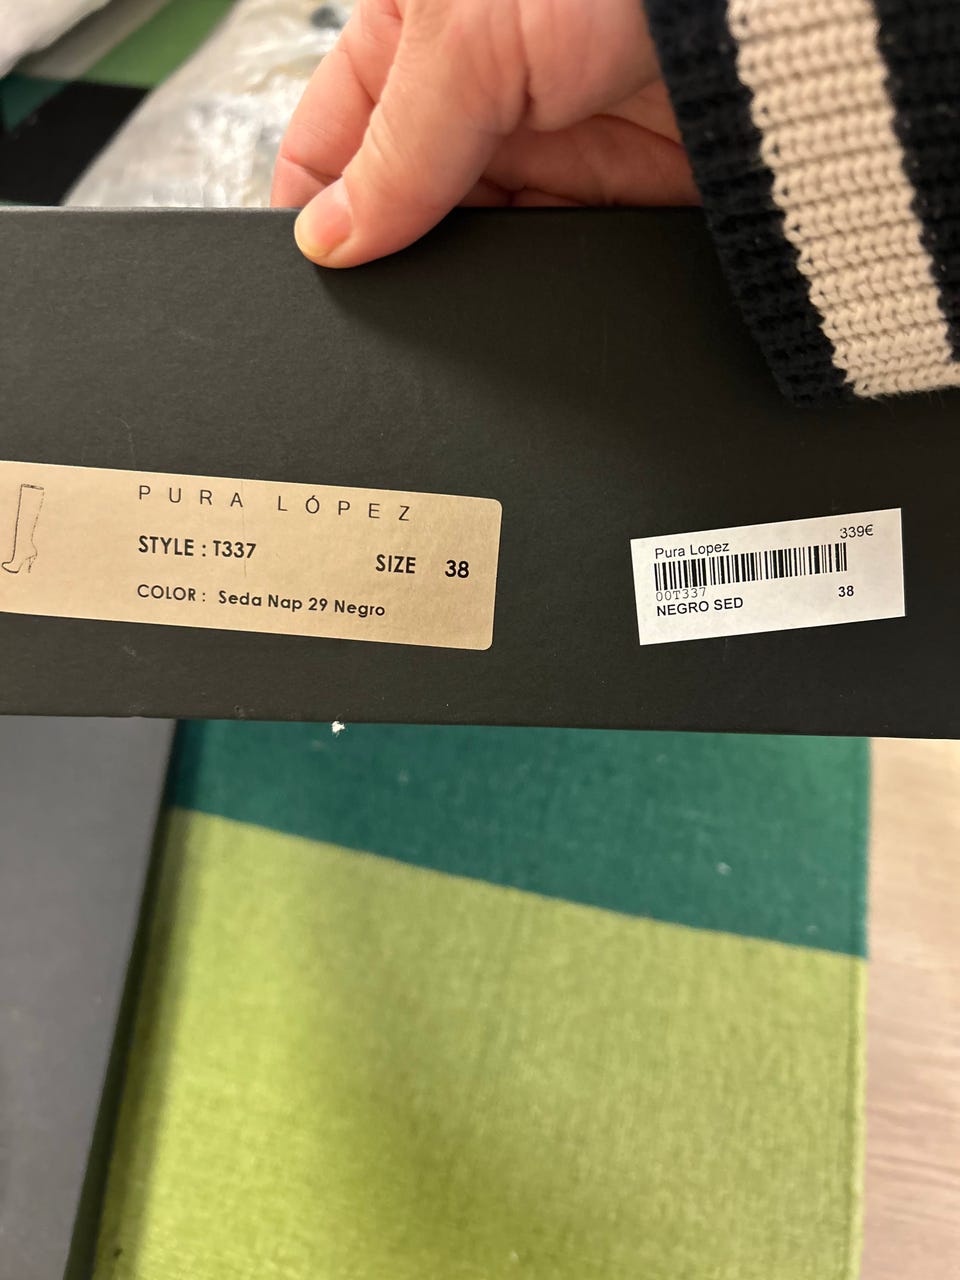 PURA LÓPEZ
STYLE : T337
SIZE 38
COLOR : Seda Nap 29 Negro
339€
Pura Lopez
00T337
38
NEGRO SED